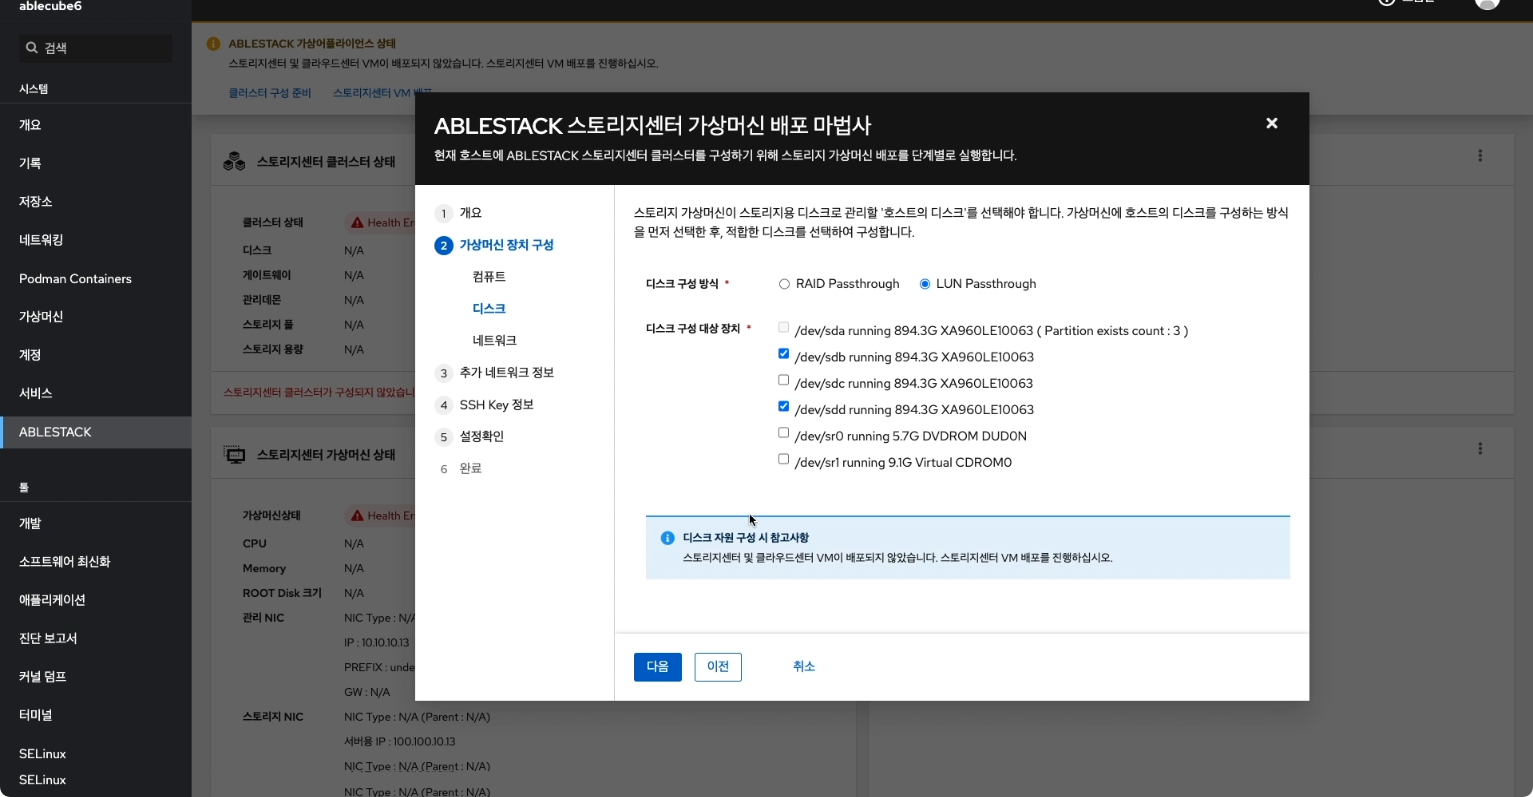 ablecube6
검색
시스템
개요
기록
저장소
네트워킹
Podman Containers
가상머신
계정
서비스
ABLESTACK
툴
개발
소프트웨어 최신화
애플리케이션
진단 보고서
커널 덤프
터미널
SELinux
SELinux
ABLESTACK 가상어플라이언스 상태
스토리지센터 및 클라우드센터 VM이 배포되지 않았습니다. 스토리지센터 VM 배포를 진행하십시오.
클러스터 구성 준비
스토리지센터 VM 배포
스토리지센터 클러스터 상태
클러스터 상태 Health Er
디스크 N/A
게이트웨이 N/A
관리데몬 N/A
스토리지 풀 N/A
스토리지 용량 N/A
스토리지센터 클러스터가 구성되지 않았습니
스토리지센터 가상머신 상태
가상머신상태 Health Er
CPU N/A
Memory N/A
ROOT Disk 크기 N/A
관리 NIC NIC Type : N/A
IP : 10.10.10.13
PREFIX : unde
GW : N/A
스토리지 NIC NIC Type : N/A (Parent : N/A)
서버용 IP : 100.100.10.13
NIC Type : N/A (Parent : N/A)
NIC Type : N/A (Parent : N/A)
ABLESTACK 스토리지센터 가상머신 배포 마법사
현재 호스트에 ABLESTACK 스토리지센터 클러스터를 구성하기 위해 스토리지 가상머신 배포를 단계별로 실행합니다.
1 개요
2 가상머신 장치 구성
컴퓨트
디스크
네트워크
3 추가 네트워크 정보
4 SSH Key 정보
5 설정확인
6 완료
스토리지 가상머신이 스토리지용 디스크로 관리할 '호스트의 디스크'를 선택해야 합니다. 가상머신에 호스트의 디스크를 구성하는 방식
을 먼저 선택한 후, 적합한 디스크를 선택하여 구성합니다.
디스크 구성 방식 * RAID Passthrough LUN Passthrough
디스크 구성 대상 장치 * /dev/sda running 894.3G XA960LE10063 ( Partition exists count : 3 )
/dev/sdb running 894.3G XA960LE10063
/dev/sdc running 894.3G XA960LE10063
/dev/sdd running 894.3G XA960LE10063
/dev/sr0 running 5.7G DVDROM DUD0N
/dev/sr1 running 9.1G Virtual CDROM0
디스크 자원 구성 시 참고사항
스토리지센터 및 클라우드센터 VM이 배포되지 않았습니다. 스토리지센터 VM 배포를 진행하십시오.
다음 이전 취소